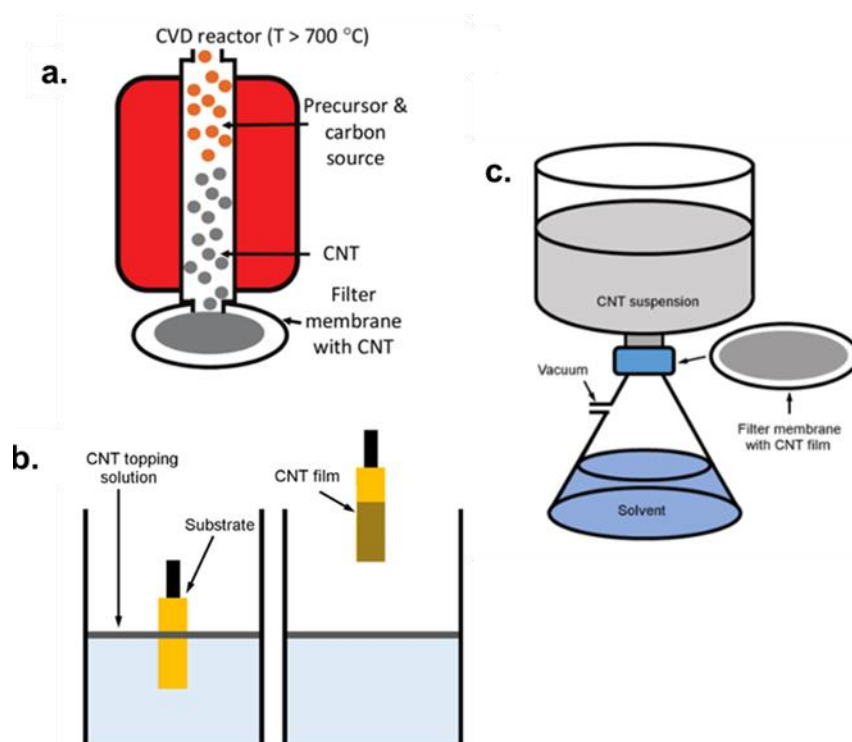 a.
CVD reactor (T > 700 °C)
Precursor &
carbon
source
CNT
Filter
membrane
with CNT
b.
CNT topping
solution
Substrate
CNT film
c.
CNT suspension
Vacuum
Filter membrane
with CNT film
Solvent